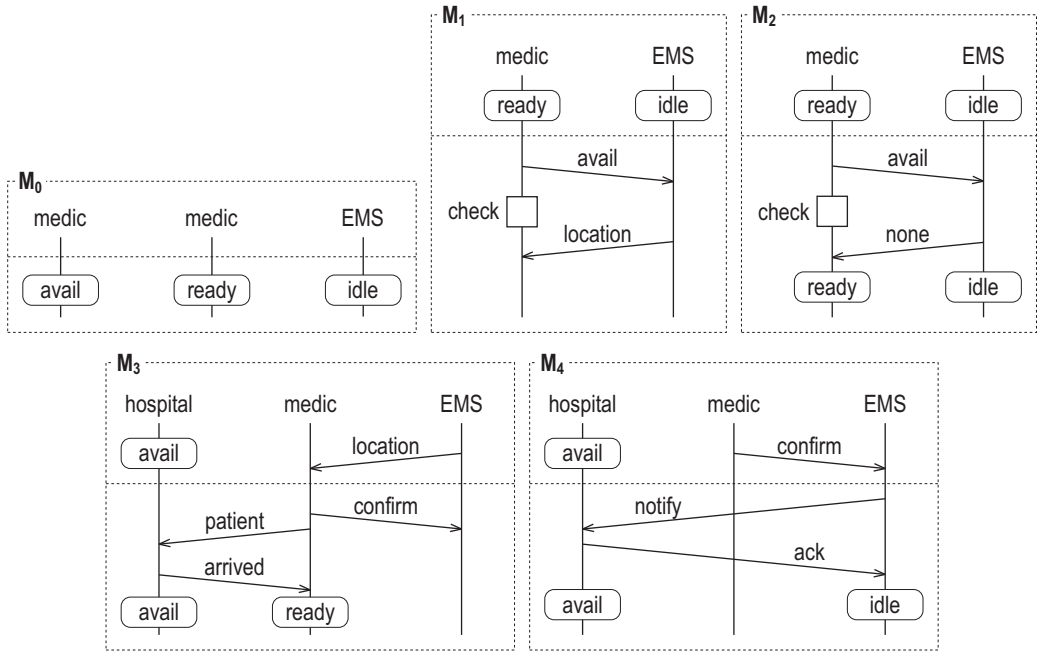 M1
medic EMS
ready idle
avail
check
location
M2
medic EMS
ready idle
avail
check
none
ready idle
M0
medic medic EMS
avail ready idle
M3
hospital medic EMS
avail
location
confirm
patient
arrived
avail ready
M4
hospital medic EMS
avail
confirm
notify
ack
avail idle